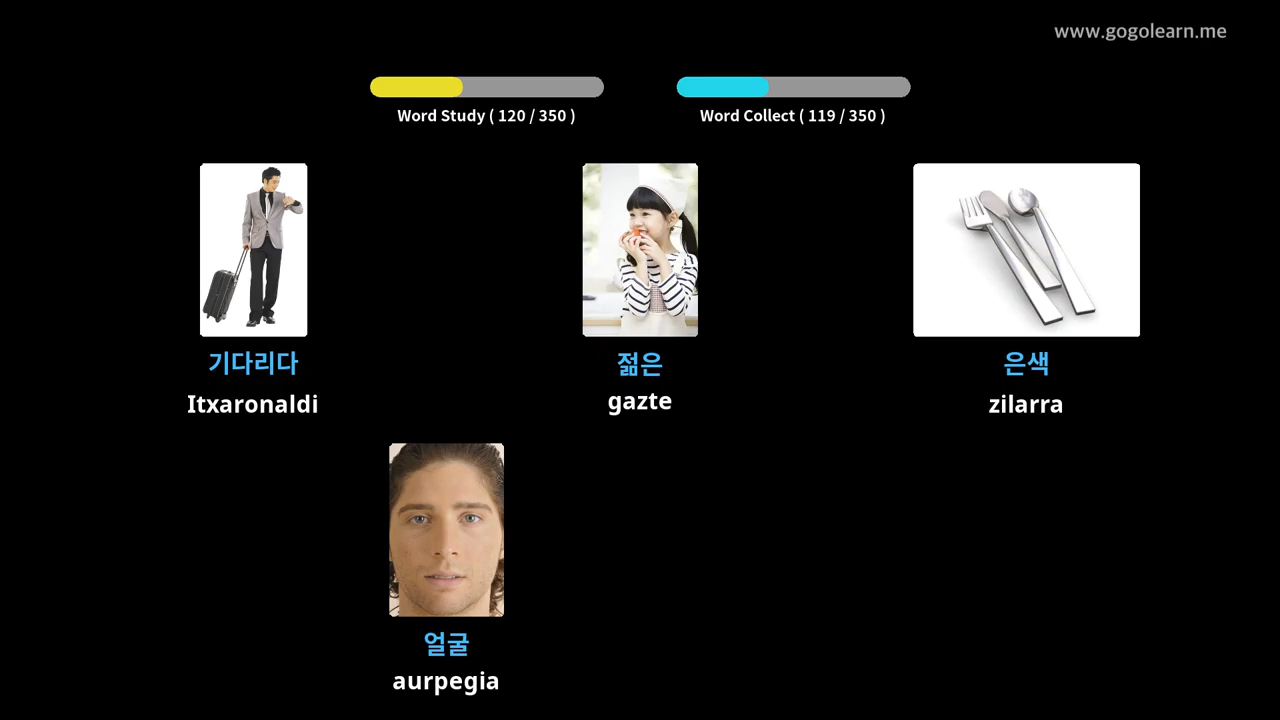 www.gogolearn.me
Word Study ( 120 / 350 )
Word Collect ( 119 / 350 )
기다리다
Itxaronaldi
젊은
gazte
은색
zilarra
얼굴
aurpegia